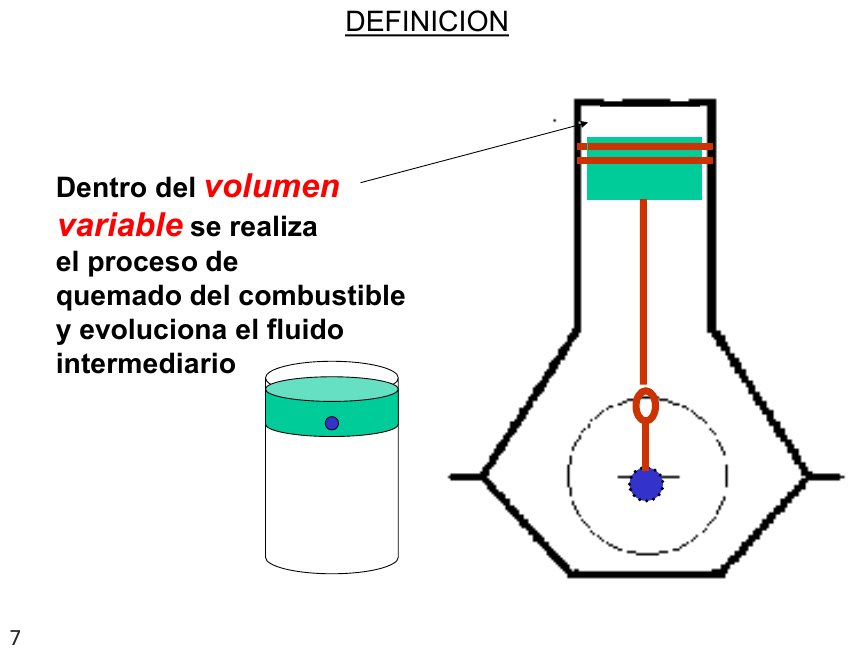 DEFINICION
Dentro del volumen
variable se realiza
el proceso de
quemado del combustible
y evoluciona el fluido
intermediario
7